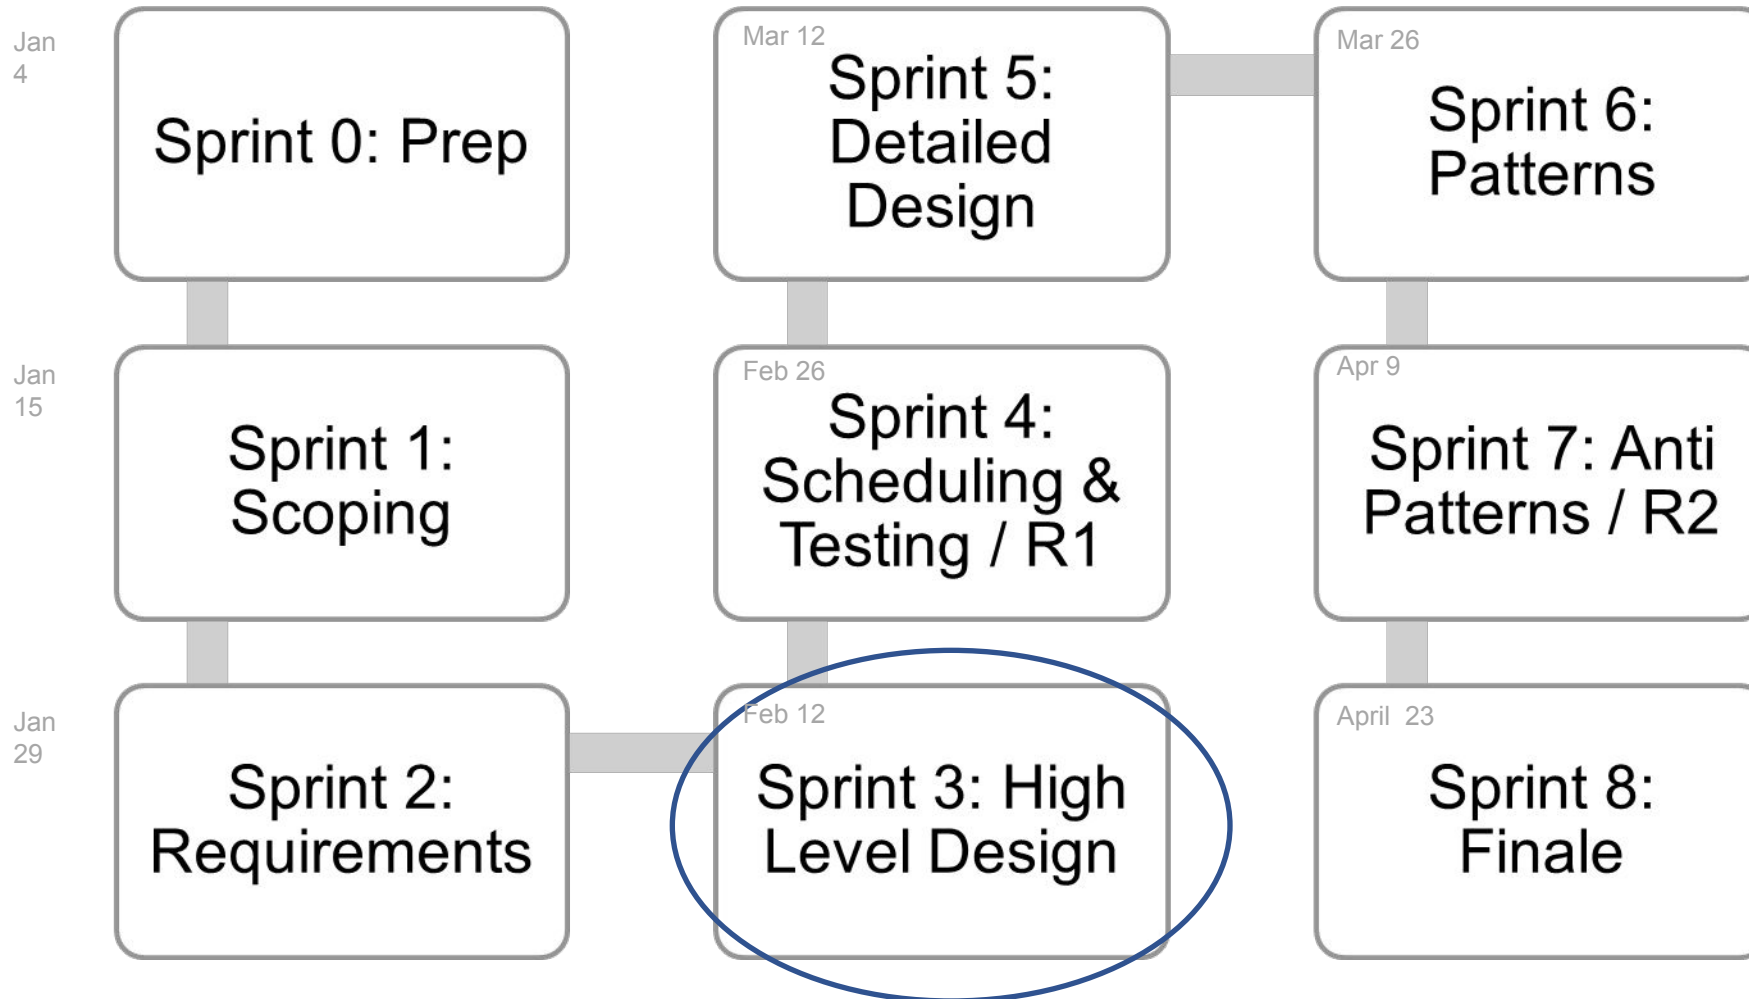 Jan
4
Sprint 0: Prep
Jan
15
Sprint 1:
Scoping
Jan
29
Sprint 2:
Requirements
Feb 12
Sprint 3: High
Level Design
Feb 26
Sprint 4:
Scheduling &
Testing / R1
Mar 12
Sprint 5:
Detailed
Design
Mar 26
Sprint 6:
Patterns
Apr 9
Sprint 7: Anti
Patterns / R2
April  23
Sprint 8:
Finale